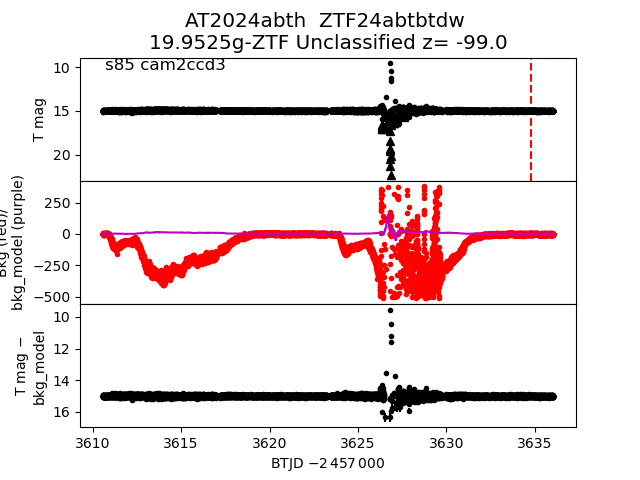 AT2024abth  ZTF24abtbtdw
19.9525g-ZTF Unclassified z= -99.0
s85 cam2ccd3
T mag
10
15
20
Bkg (red)/
bkg_model (purple)
250
0
−250
−500
T mag −
bkg_model
10
12
14
16
3610 3615 3620 3625 3630 3635
BTJD −2 457 000